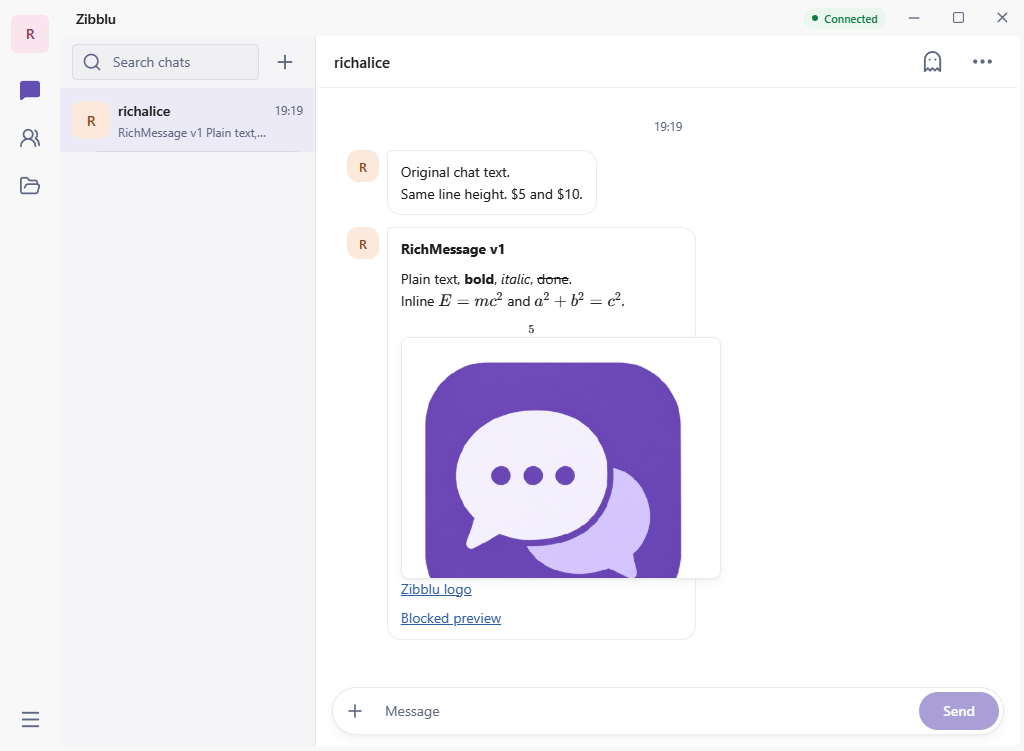 R
Zibblu
Connected
Search chats
R
richalice
19:19
RichMessage v1 Plain text,...
richalice
19:19
R
Original chat text.
Same line height. $5 and $10.
R
RichMessage v1
Plain text, bold, italic, done.
Inline E = mc² and a² + b² = c².
5
Zibblu logo
Blocked preview
Message
Send